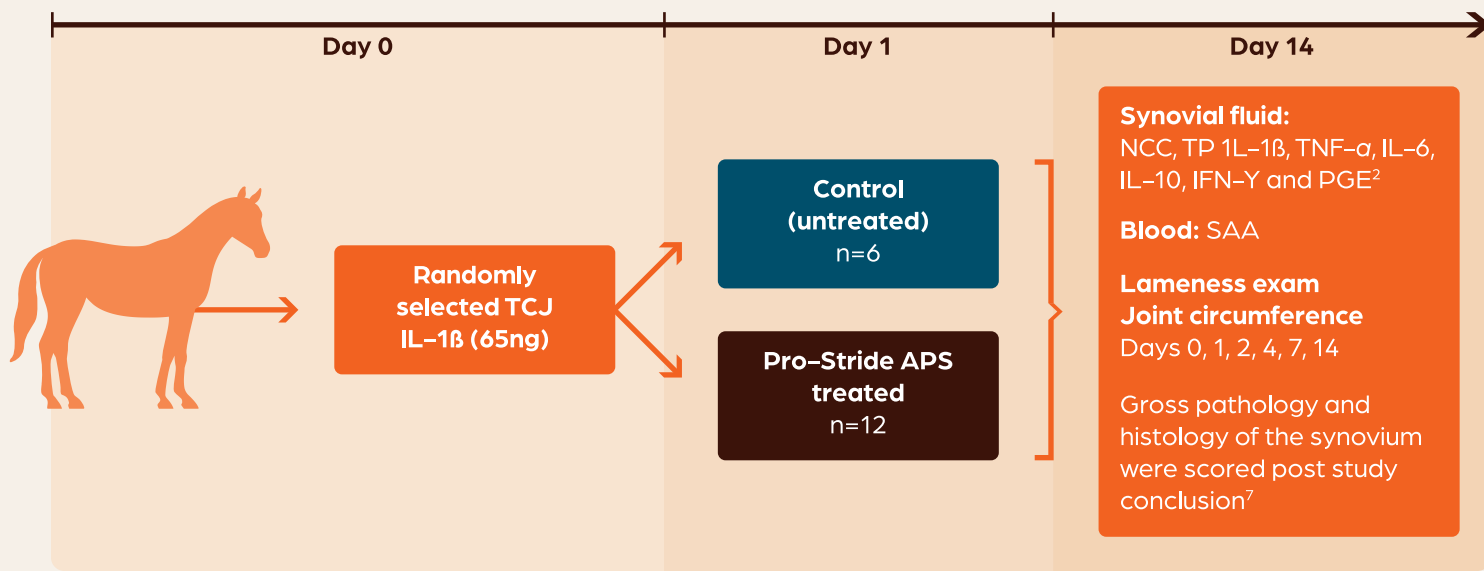 Day 0
Day 1
Day 14
Randomly
selected TCJ
IL-1ß (65ng)
Control
(untreated)
n=6
Pro-Stride APS
treated
n=12
Synovial fluid:
NCC, TP 1L-1ß, TNF-α, IL-6,
IL-10, IFN-Y and PGE²
Blood: SAA
Lameness exam
Joint circumference
Days 0, 1, 2, 4, 7, 14
Gross pathology and
histology of the synovium
were scored post study
conclusion⁷